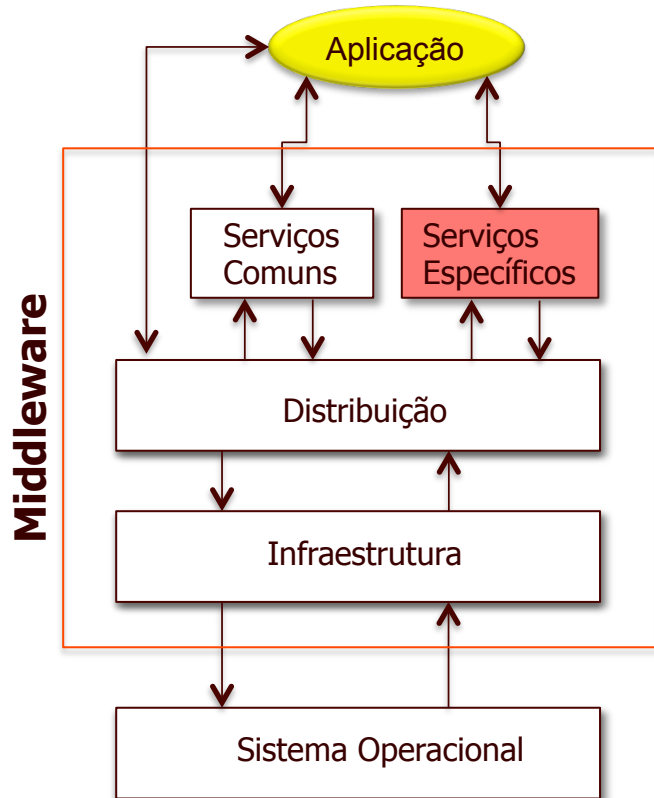 Aplicação
Serviços
Comuns
Serviços
Específicos
Middleware
Distribuição
Infraestrutura
Sistema Operacional